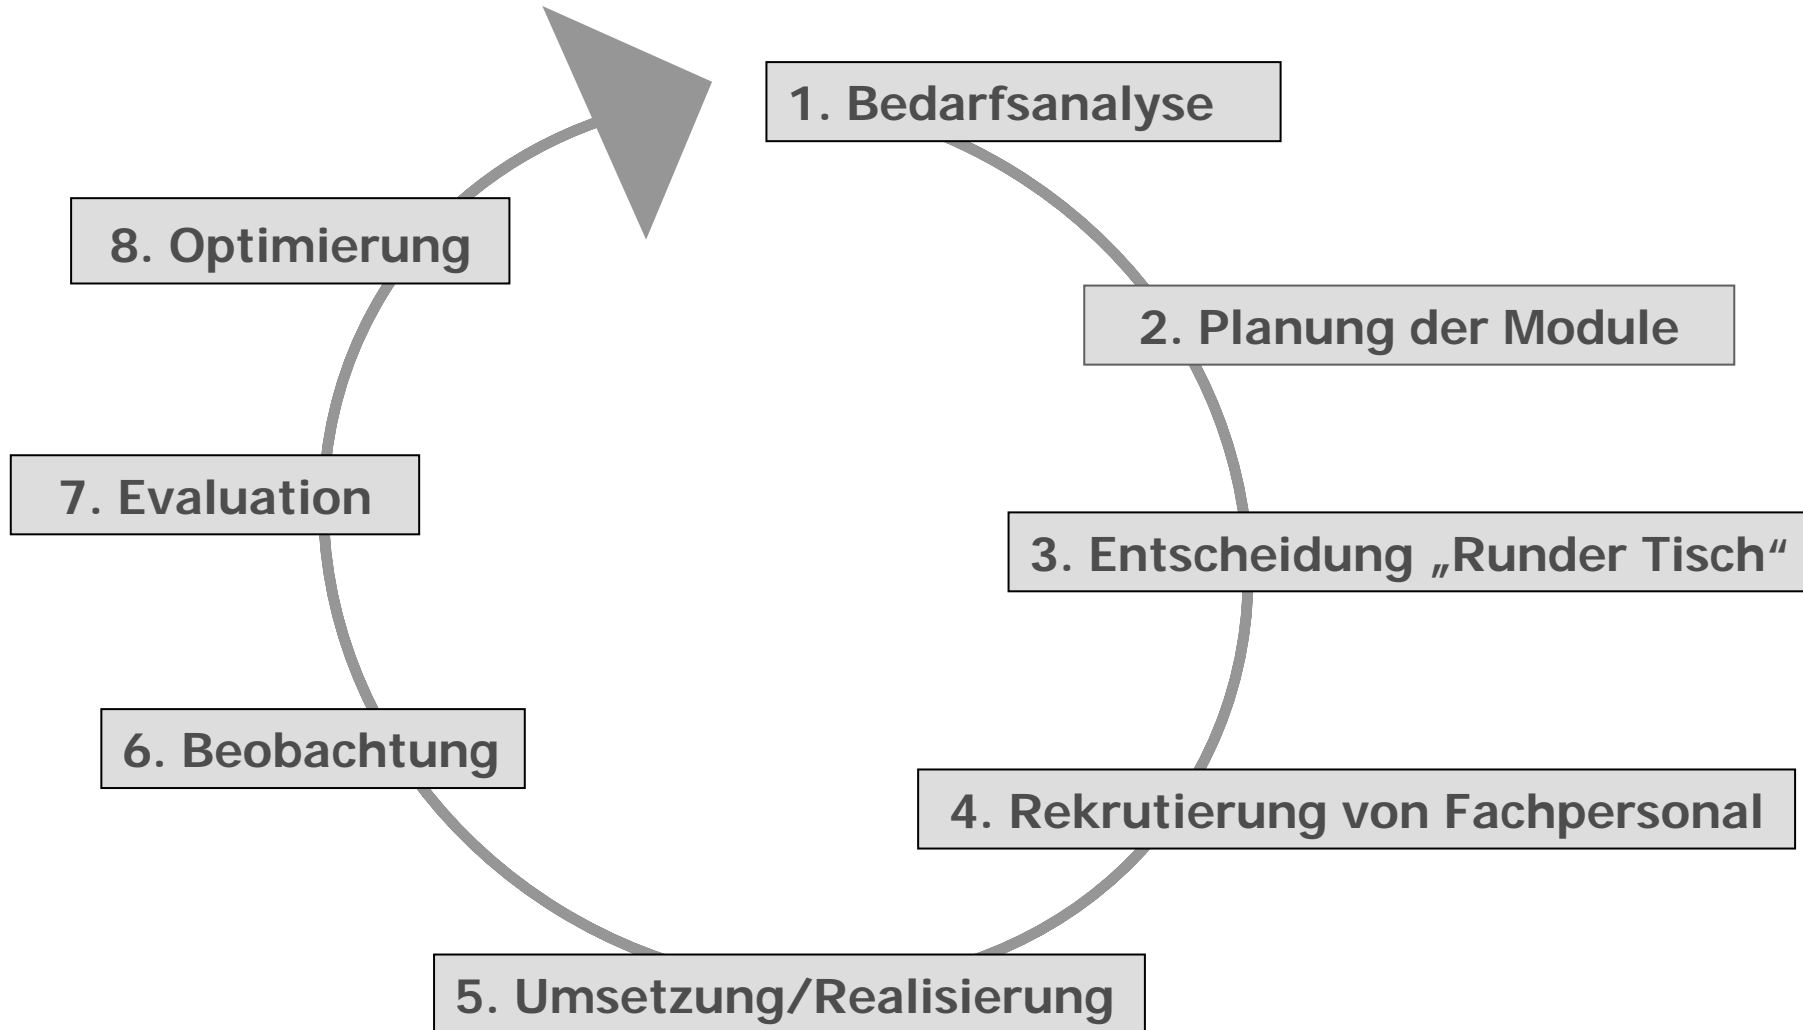 1. Bedarfsanalyse
2. Planung der Module
3. Entscheidung „Runder Tisch“
4. Rekrutierung von Fachpersonal
5. Umsetzung/Realisierung
6. Beobachtung
7. Evaluation
8. Optimierung